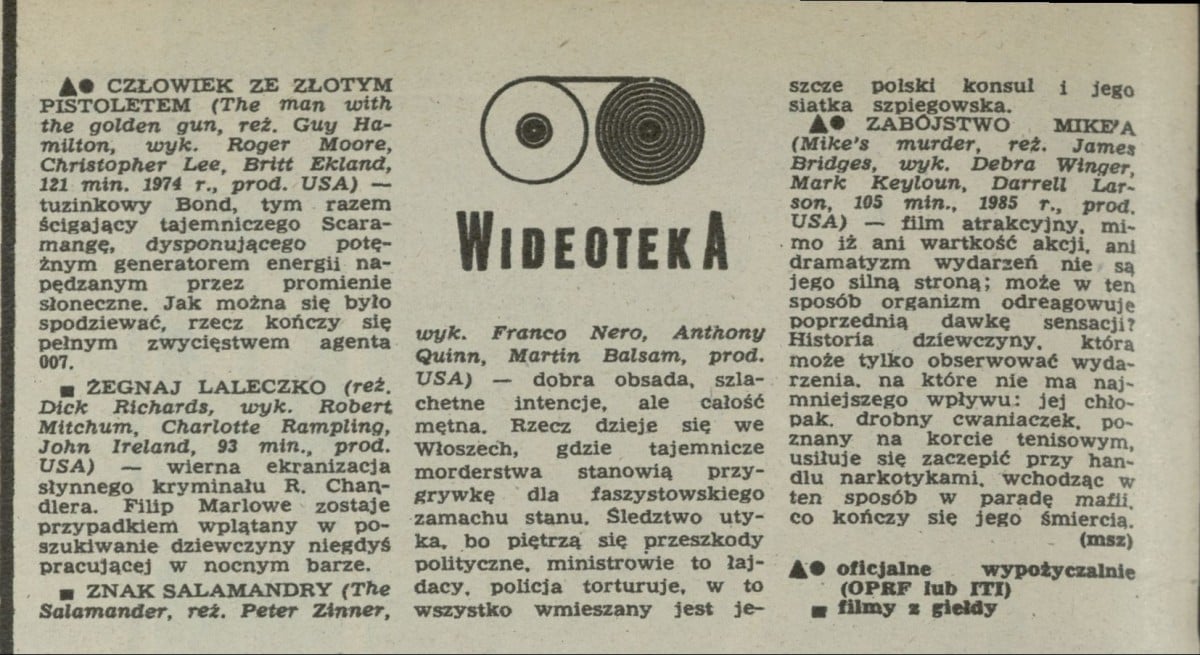 ▲● CZŁOWIEK ZE ZŁOTYM
PISTOLETEM (The man with
the golden gun, reż. Guy Ha-
milton, wyk. Roger Moore,
Christopher Lee, Britt Ekland,
121 min. 1974 r., prod. USA) —
tuzinkowy Bond, tym razem
ścigający tajemniczego Scara-
mangę, dysponującego potę-
żnym generatorem energii na-
pędzanym przez promienie
słoneczne. Jak można się było
spodziewać, rzecz kończy się
pełnym zwycięstwem agenta
007.
■ ŻEGNAJ LALECZKO (reż.
Dick Richards, wyk. Robert
Mitchum, Charlotte Rampling,
John Ireland, 93 min., prod.
USA) — wierna ekranizacja
słynnego kryminału R. Chan-
dlera. Filip Marlowe zostaje
przypadkiem wplątany w po-
szukiwanie dziewczyny niegdyś
pracującej w nocnym barze.
■ ZNAK SALAMANDRY (The
Salamander, reż. Peter Zinner,
WIDEOTEKA
wyk. Franco Nero, Anthony
Quinn, Martin Balsam, prod.
USA) — dobra obsada, szla-
chetne intencje, ale całość
mętna. Rzecz dzieje się we
Włoszech, gdzie tajemnicze
morderstwa stanowią przy-
grywkę dla faszystowskiego
zamachu stanu. Śledztwo uty-
ka, bo piętrzą się przeszkody
polityczne, ministrowie to łaj-
dacy, policja torturuje, w to
wszystko wmieszany jest je-
szcze polski konsul i jego
siatka szpiegowska.
▲● ZABÓJSTWO MIKE'A
(Mike's murder, reż. James
Bridges, wyk. Debra Winger,
Mark Keyloun, Darrell Lar-
son, 105 min., 1985 r., prod.
USA) — film atrakcyjny, mi-
mo iż ani wartkość akcji, ani
dramatyzm wydarzeń nie są
jego silną stroną; może w ten
sposób organizm odreagowuje
poprzednią dawkę sensacji?
Historia dziewczyny, która
może tylko obserwować wyda-
rzenia, na które nie ma naj-
mniejszego wpływu: jej chło-
pak, drobny cwaniaczek, po-
znany na korcie tenisowym,
usiłuje się zaczepić przy han-
dlu narkotykami, wchodząc w
ten sposób w paradę mafii,
co kończy się jego śmiercią.
(msz)
▲● oficjalne wypożyczalnie
(OPRF lub ITI)
■ filmy z giełdy